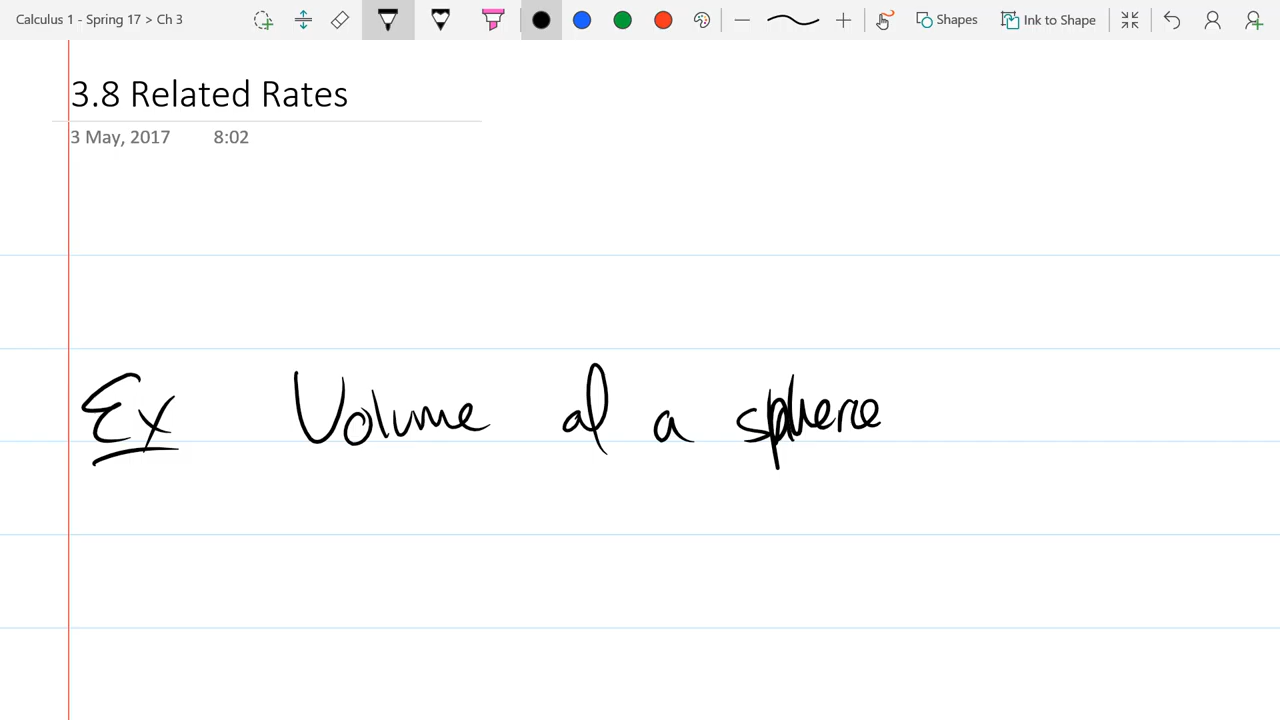 Calculus 1 - Spring 17 > Ch 3
Shapes
Ink to Shape
3.8 Related Rates
3 May, 2017 8:02
Ex Volume of a sphere